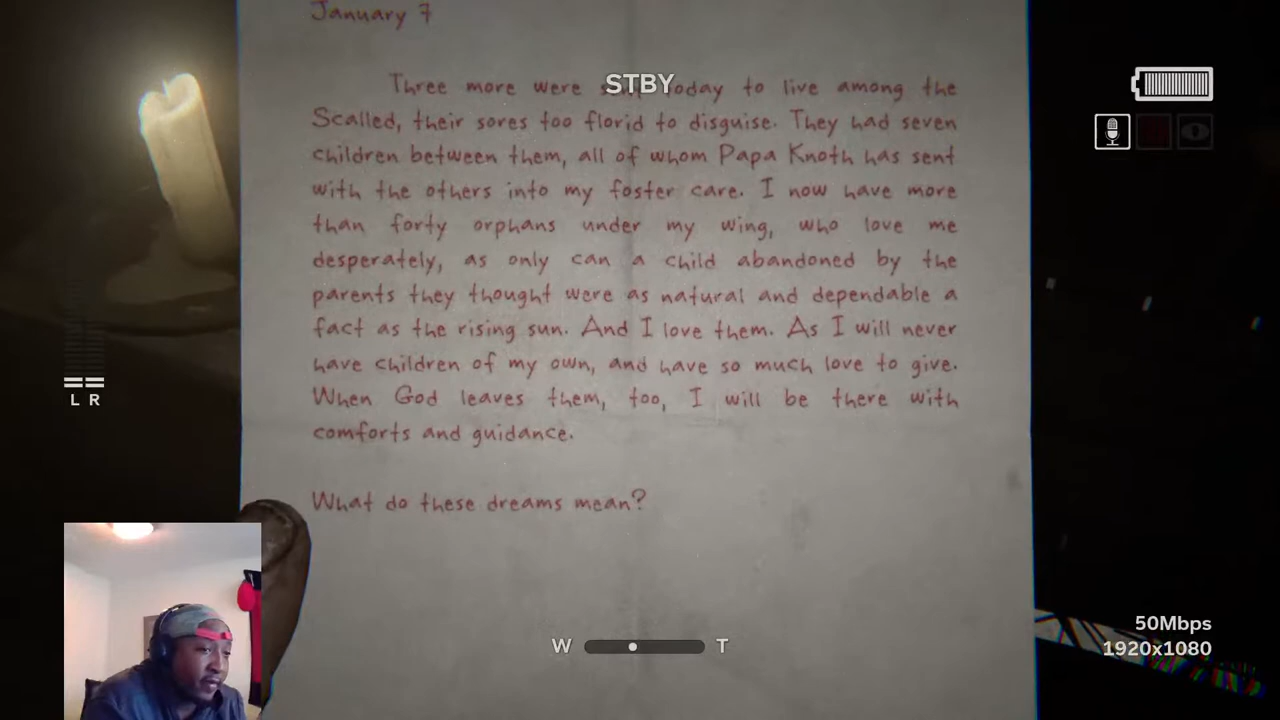 January 7
STBY
Three more were today to live among the
Scalled, their sores too florid to disguise. They had seven
children between them, all of whom Papa Knoth has sent
with the others into my foster care. I now have more
than forty orphans under my wing, who love me
desperately, as only can a child abandoned by the
parents they thought were as natural and dependable a
fact as the rising sun. And I love them. As I will never
have children of my own, and have so much love to give.
When God leaves them, too, I will be there with
comforts and guidance.
What do these dreams mean?
L R
W T
50Mbps
1920x1080